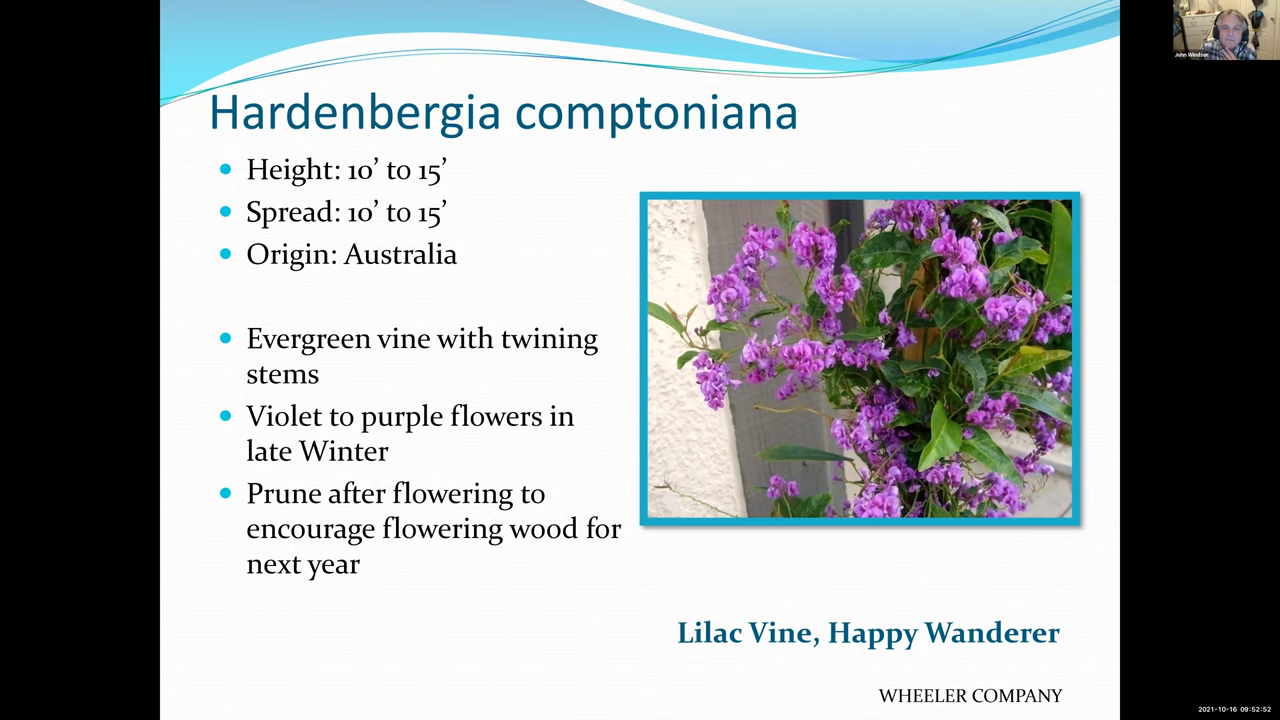 John Windsor
Hardenbergia comptoniana
Height: 10’ to 15’
Spread: 10’ to 15’
Origin: Australia
Evergreen vine with twining
stems
Violet to purple flowers in
late Winter
Prune after flowering to
encourage flowering wood for
next year
Lilac Vine, Happy Wanderer
WHEELER COMPANY
2021-10-16 09:52:52